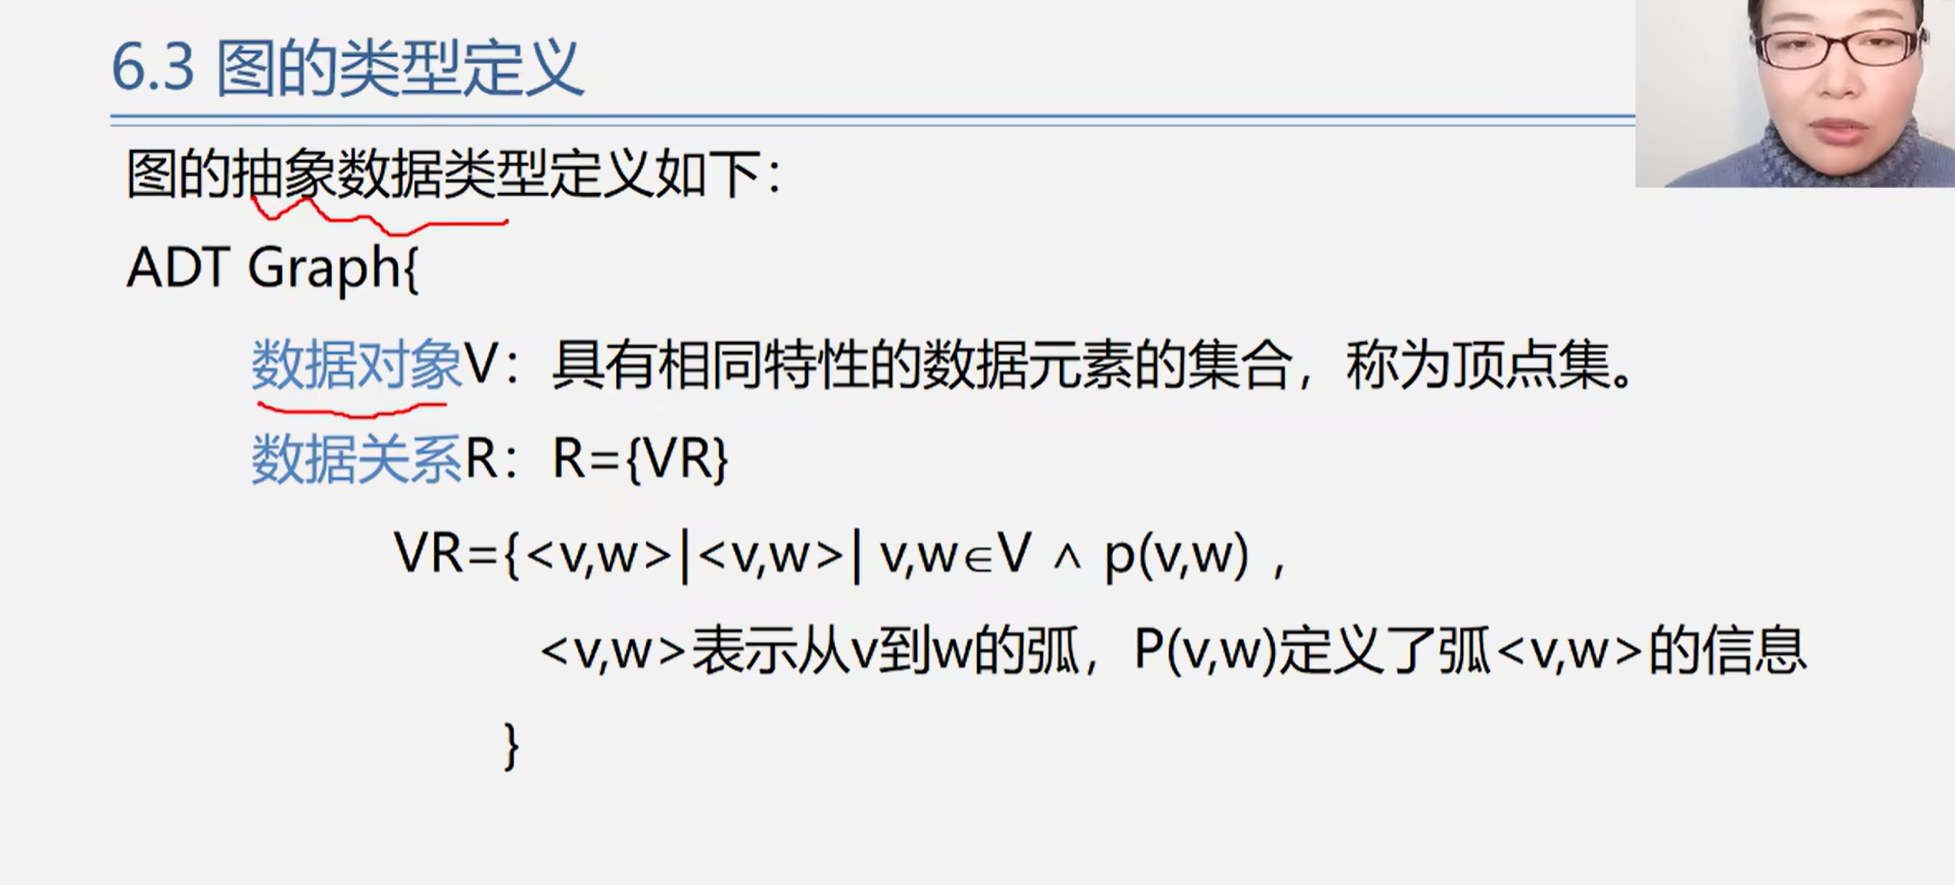 6.3 图的类型定义
图的抽象数据类型定义如下：
ADT Graph{
数据对象V：具有相同特性的数据元素的集合，称为顶点集。
数据关系R：R={VR}
VR={<v,w>|<v,w>| v,w∈V ∧ p(v,w)，
<v,w>表示从v到w的弧，P(v,w)定义了弧<v,w>的信息
}